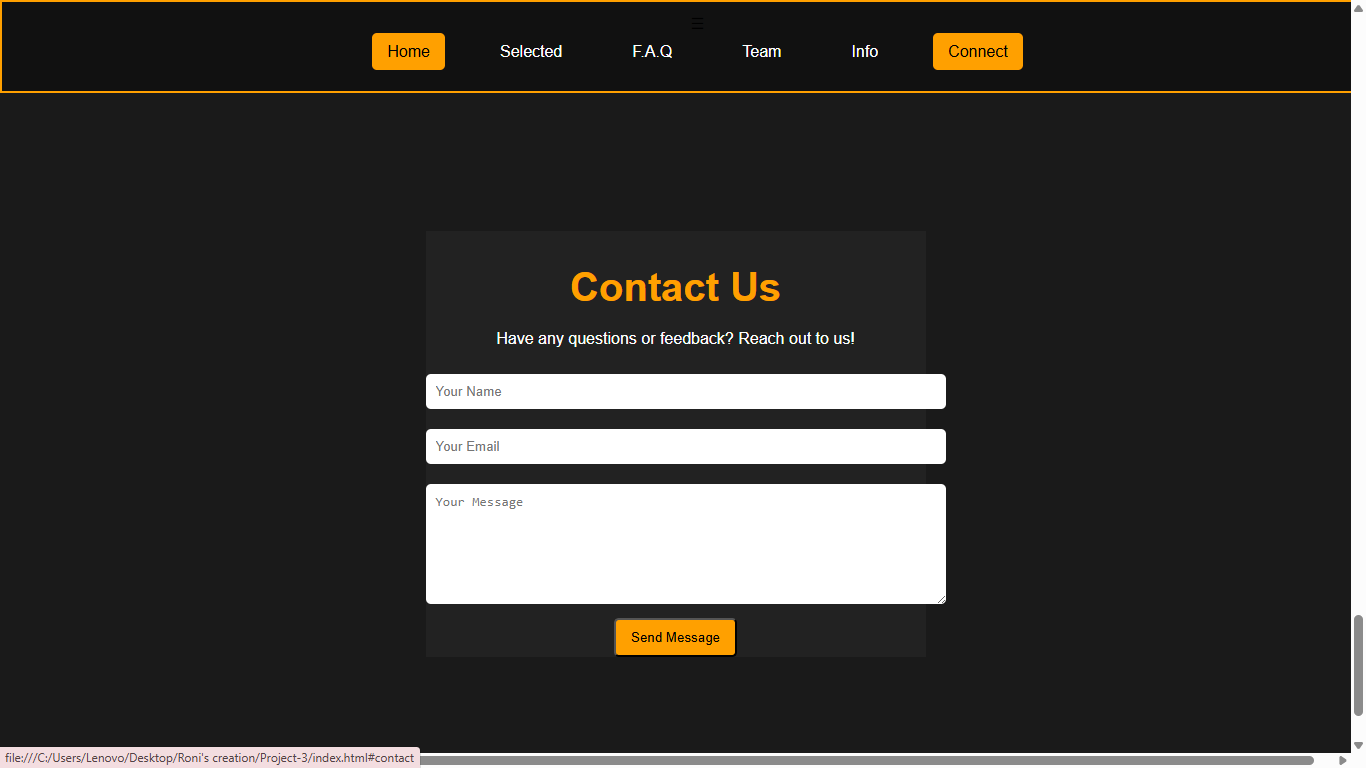 ☰
Home Selected F.A.Q Team Info Connect
Contact Us
Have any questions or feedback? Reach out to us!
Your Name
Your Email
Your Message
Send Message
file:///C:/Users/Lenovo/Desktop/Roni's creation/Project-3/index.html#contact